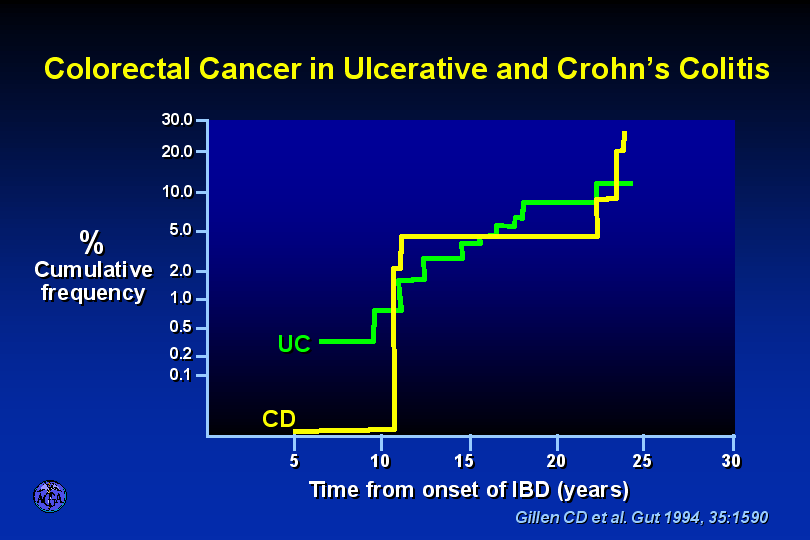 Colorectal Cancer in Ulcerative and Crohn's Colitis
30.0
20.0
10.0
5.0
2.0
1.0
0.5
0.2
0.1
%
Cumulative
frequency
UC
CD
5 10 15 20 25 30
Time from onset of IBD (years)
AGA
Gillen CD et al. Gut 1994, 35:1590